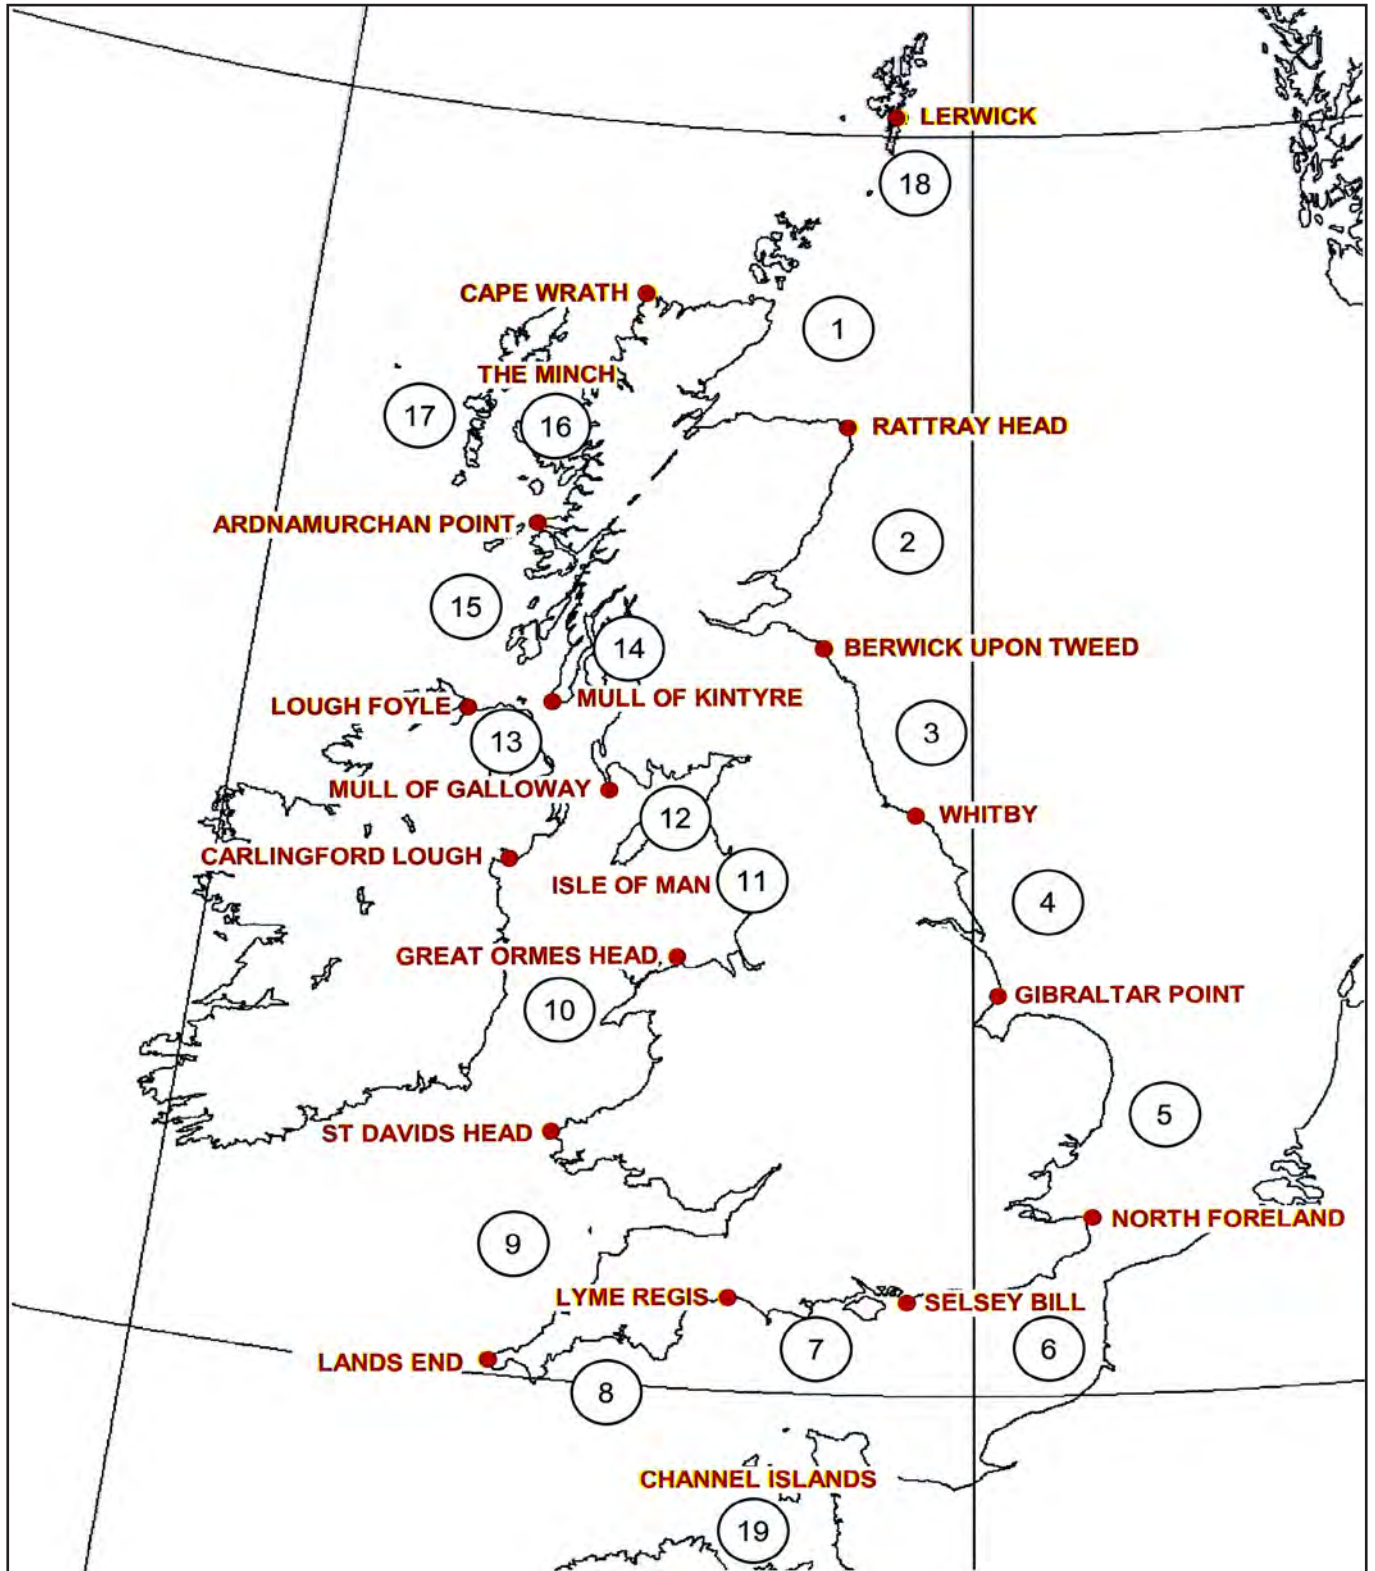 LERWICK
18
CAPE WRATH
1
THE MINCH
17
16
RATTRAY HEAD
ARDNAMURCHAN POINT
2
15
14
BERWICK UPON TWEED
MULL OF KINTYRE
LOUGH FOYLE
3
13
MULL OF GALLOWAY
WHITBY
12
CARLINGFORD LOUGH
ISLE OF MAN
11
4
GREAT ORMES HEAD
GIBRALTAR POINT
10
5
ST DAVIDS HEAD
NORTH FORELAND
9
LYME REGIS
SELSEY BILL
7
6
LANDS END
8
CHANNEL ISLANDS
19